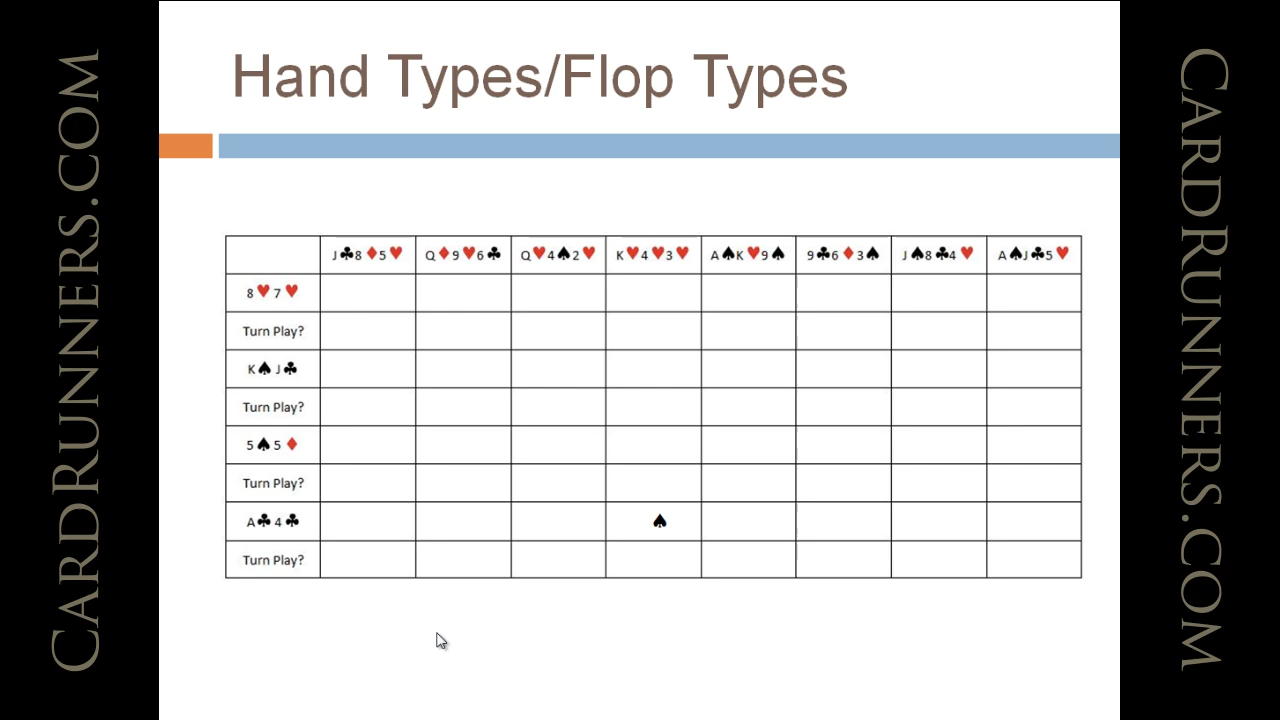 CARDRUNNERS.COM
Hand Types/Flop Types
J♣8♦5♥ Q♦9♥6♣ Q♥4♠2♥ K♥4♥3♥ A♠K♥9♠ 9♣6♦3♠ J♠8♣4♥ A♠J♣5♥
8♥7♥
Turn Play?
K♠J♣
Turn Play?
5♠5♦
Turn Play?
A♣4♣ ♠
Turn Play?
CARDRUNNERS.COM